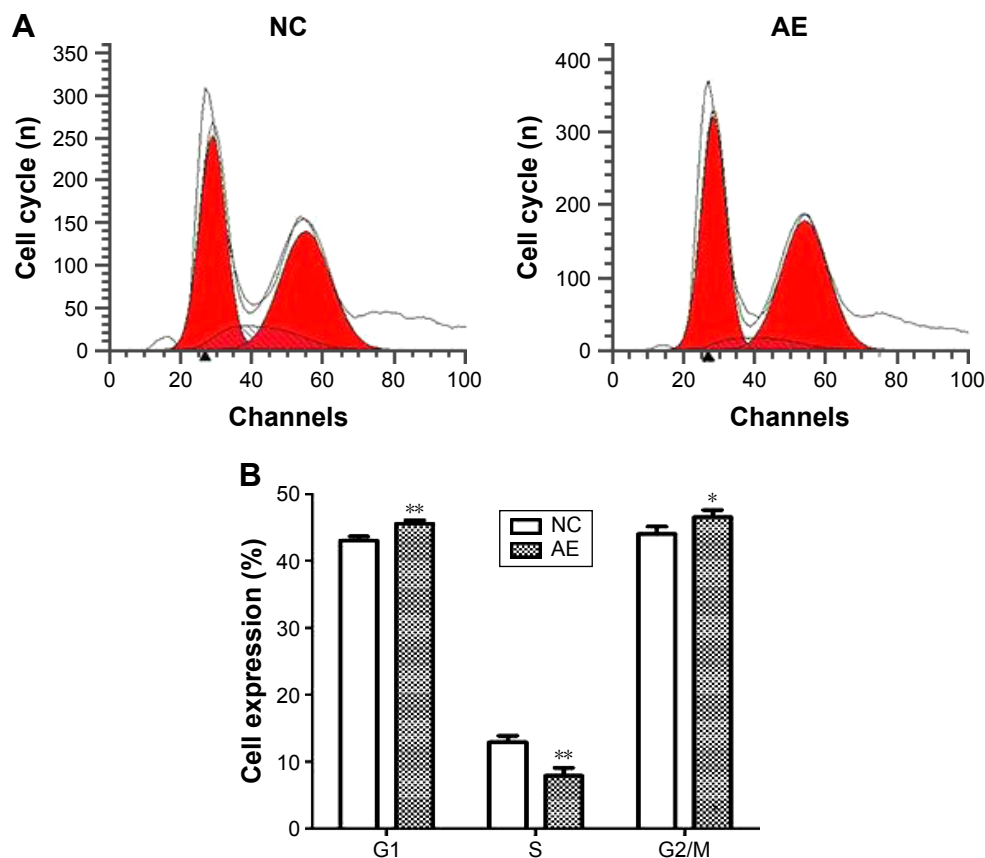 A
NC
AE
Cell cycle (n)
350
300
250
200
150
100
50
0
0 20 40 60 80 100
Channels
Cell cycle (n)
400
300
200
100
0
0 20 40 60 80 100
Channels
B
Cell expression (%)
50
40
30
20
10
0
** ** *
NC
AE
G1 S G2/M